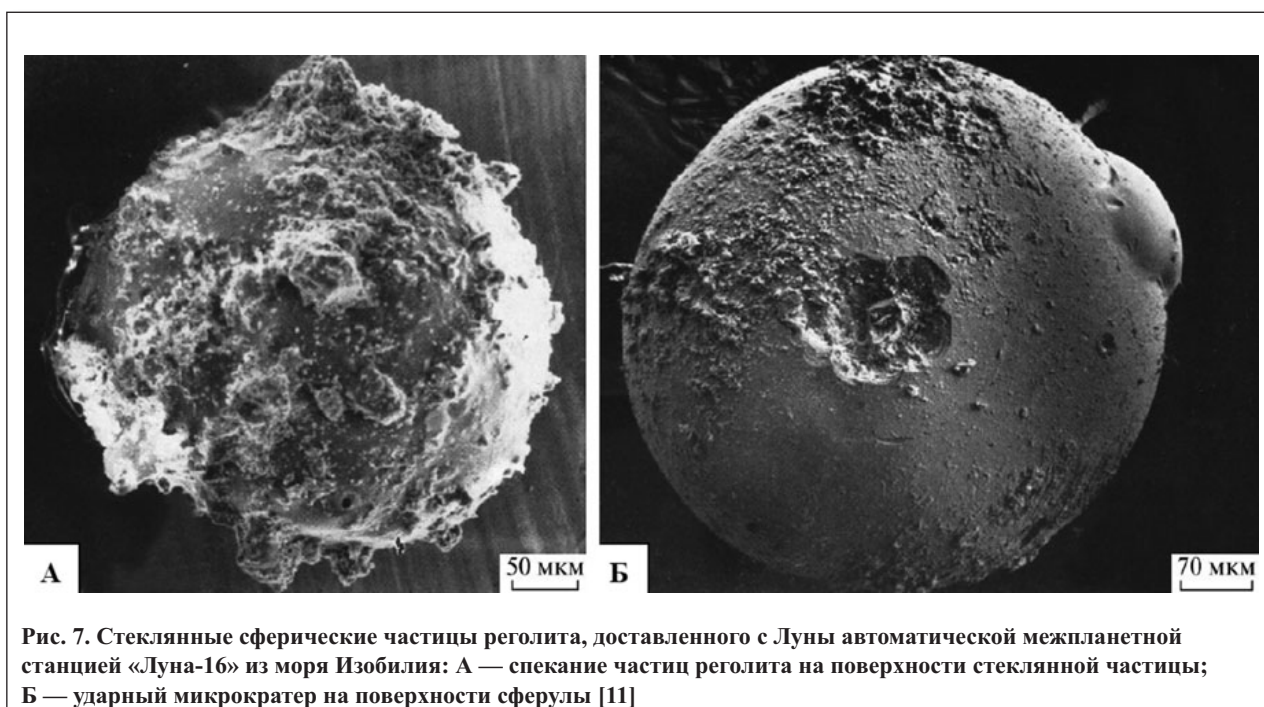 А
50 мкм
Б
70 мкм
Рис. 7. Стеклянные сферические частицы реголита, доставленного с Луны автоматической межпланетной
станцией «Луна-16» из моря Изобилия: А — спекание частиц реголита на поверхности стеклянной частицы;
Б — ударный микрократер на поверхности сферулы [11]